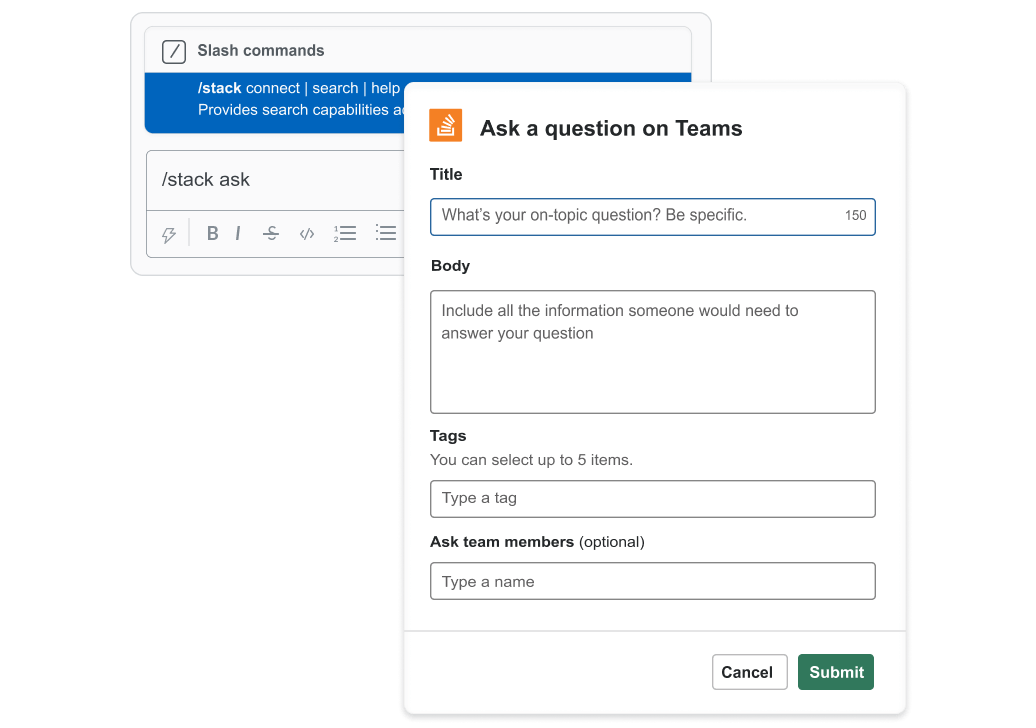 Slash commands
/stack connect | search | help
Provides search capabilities
/stack ask
B I S </>
1
2
Ask a question on Teams
Title
What's your on-topic question? Be specific. 150
Body
Include all the information someone would need to
answer your question
Tags
You can select up to 5 items.
Type a tag
Ask team members (optional)
Type a name
Cancel Submit